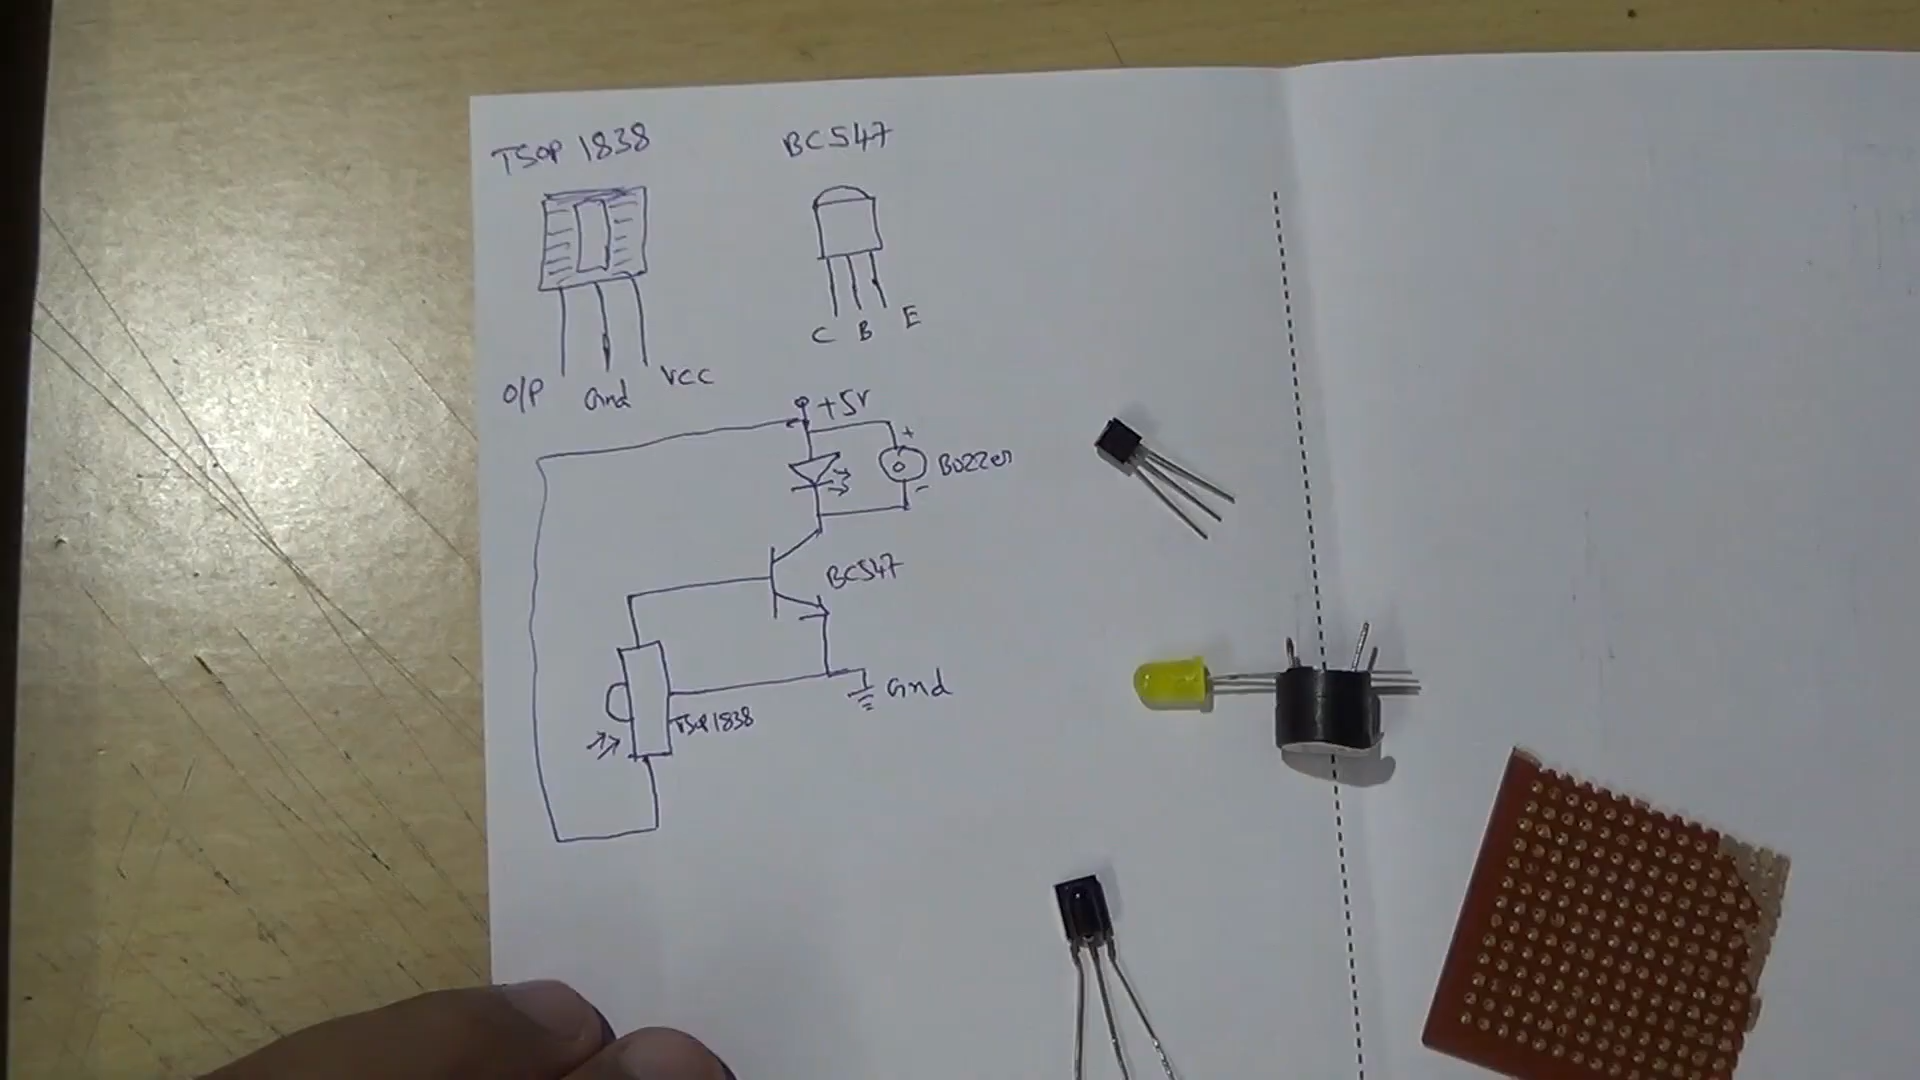 TSOP 1838
BC547
C B E
O/P Gnd VCC
+5V
+
Buzzer
-
BC547
Gnd
TSOP1838